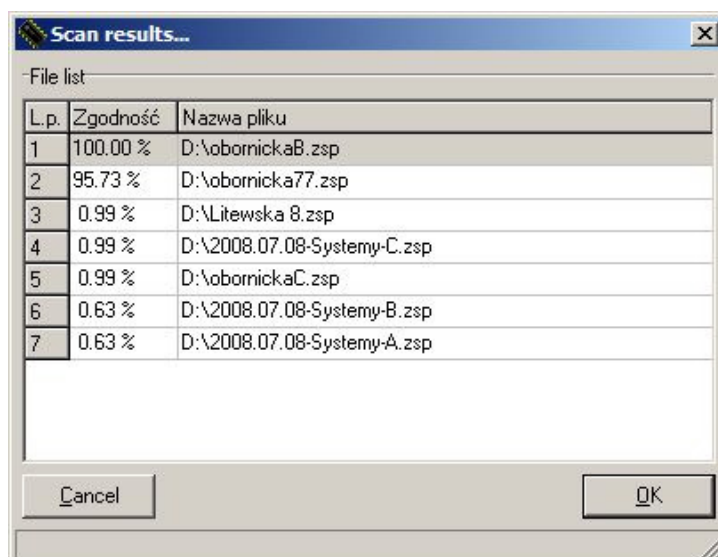 Scan results...
File list
L.p. Zgodność Nazwa pliku
1 100.00 % D:\obornickaB.zsp
2 95.73 % D:\obornicka77.zsp
3 0.99 % D:\Litewska 8.zsp
4 0.99 % D:\2008.07.08-Systemy-C.zsp
5 0.99 % D:\obornickaC.zsp
6 0.63 % D:\2008.07.08-Systemy-B.zsp
7 0.63 % D:\2008.07.08-Systemy-A.zsp
Cancel OK